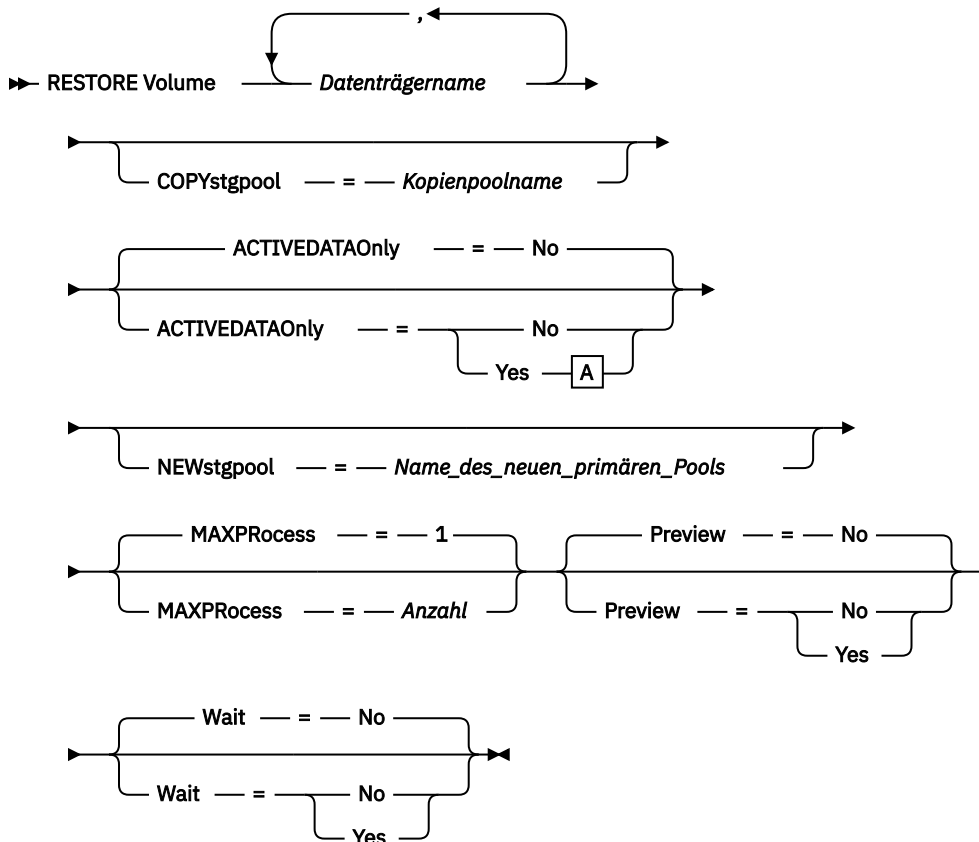 ,
RESTORE Volume Datenträgername
COPYstgpool = Kopienpoolname
ACTIVEDATAOnly = No
ACTIVEDATAOnly = No
Yes A
NEWstgpool = Name_des_neuen_primären_Pools
MAXPRocess = 1 Preview = No
MAXPRocess = Anzahl Preview = No
Yes
Wait = No
Wait = No
Yes